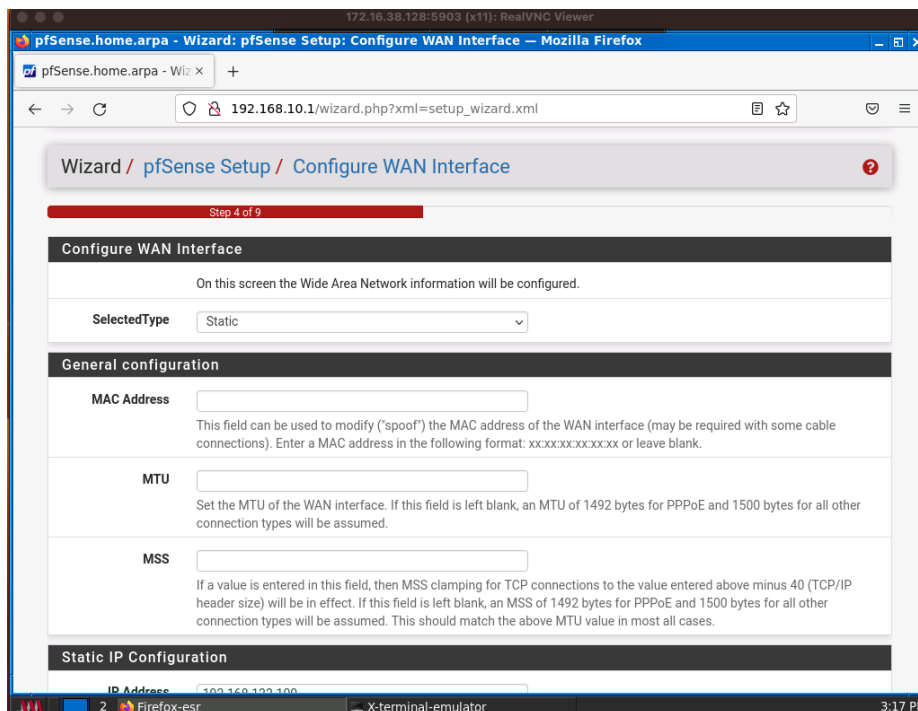 172.16.38.128:5903 (x11): RealVNC Viewer
pfSense.home.arpa - Wizard: pfSense Setup: Configure WAN Interface — Mozilla Firefox
pfSense.home.arpa - Wiz
192.168.10.1/wizard.php?xml=setup_wizard.xml
Wizard / pfSense Setup / Configure WAN Interface
Step 4 of 9
Configure WAN Interface
On this screen the Wide Area Network information will be configured.
SelectedType
Static
General configuration
MAC Address
This field can be used to modify ("spoof") the MAC address of the WAN interface (may be required with some cable
connections). Enter a MAC address in the following format: xx:xx:xx:xx:xx:xx or leave blank.
MTU
Set the MTU of the WAN interface. If this field is left blank, an MTU of 1492 bytes for PPPoE and 1500 bytes for all other
connection types will be assumed.
MSS
If a value is entered in this field, then MSS clamping for TCP connections to the value entered above minus 40 (TCP/IP
header size) will be in effect. If this field is left blank, an MSS of 1492 bytes for PPPoE and 1500 bytes for all other
connection types will be assumed. This should match the above MTU value in most all cases.
Static IP Configuration
IP Address
192.168.122.100
2 Firefox-esr
X-terminal-emulator
3:17 P